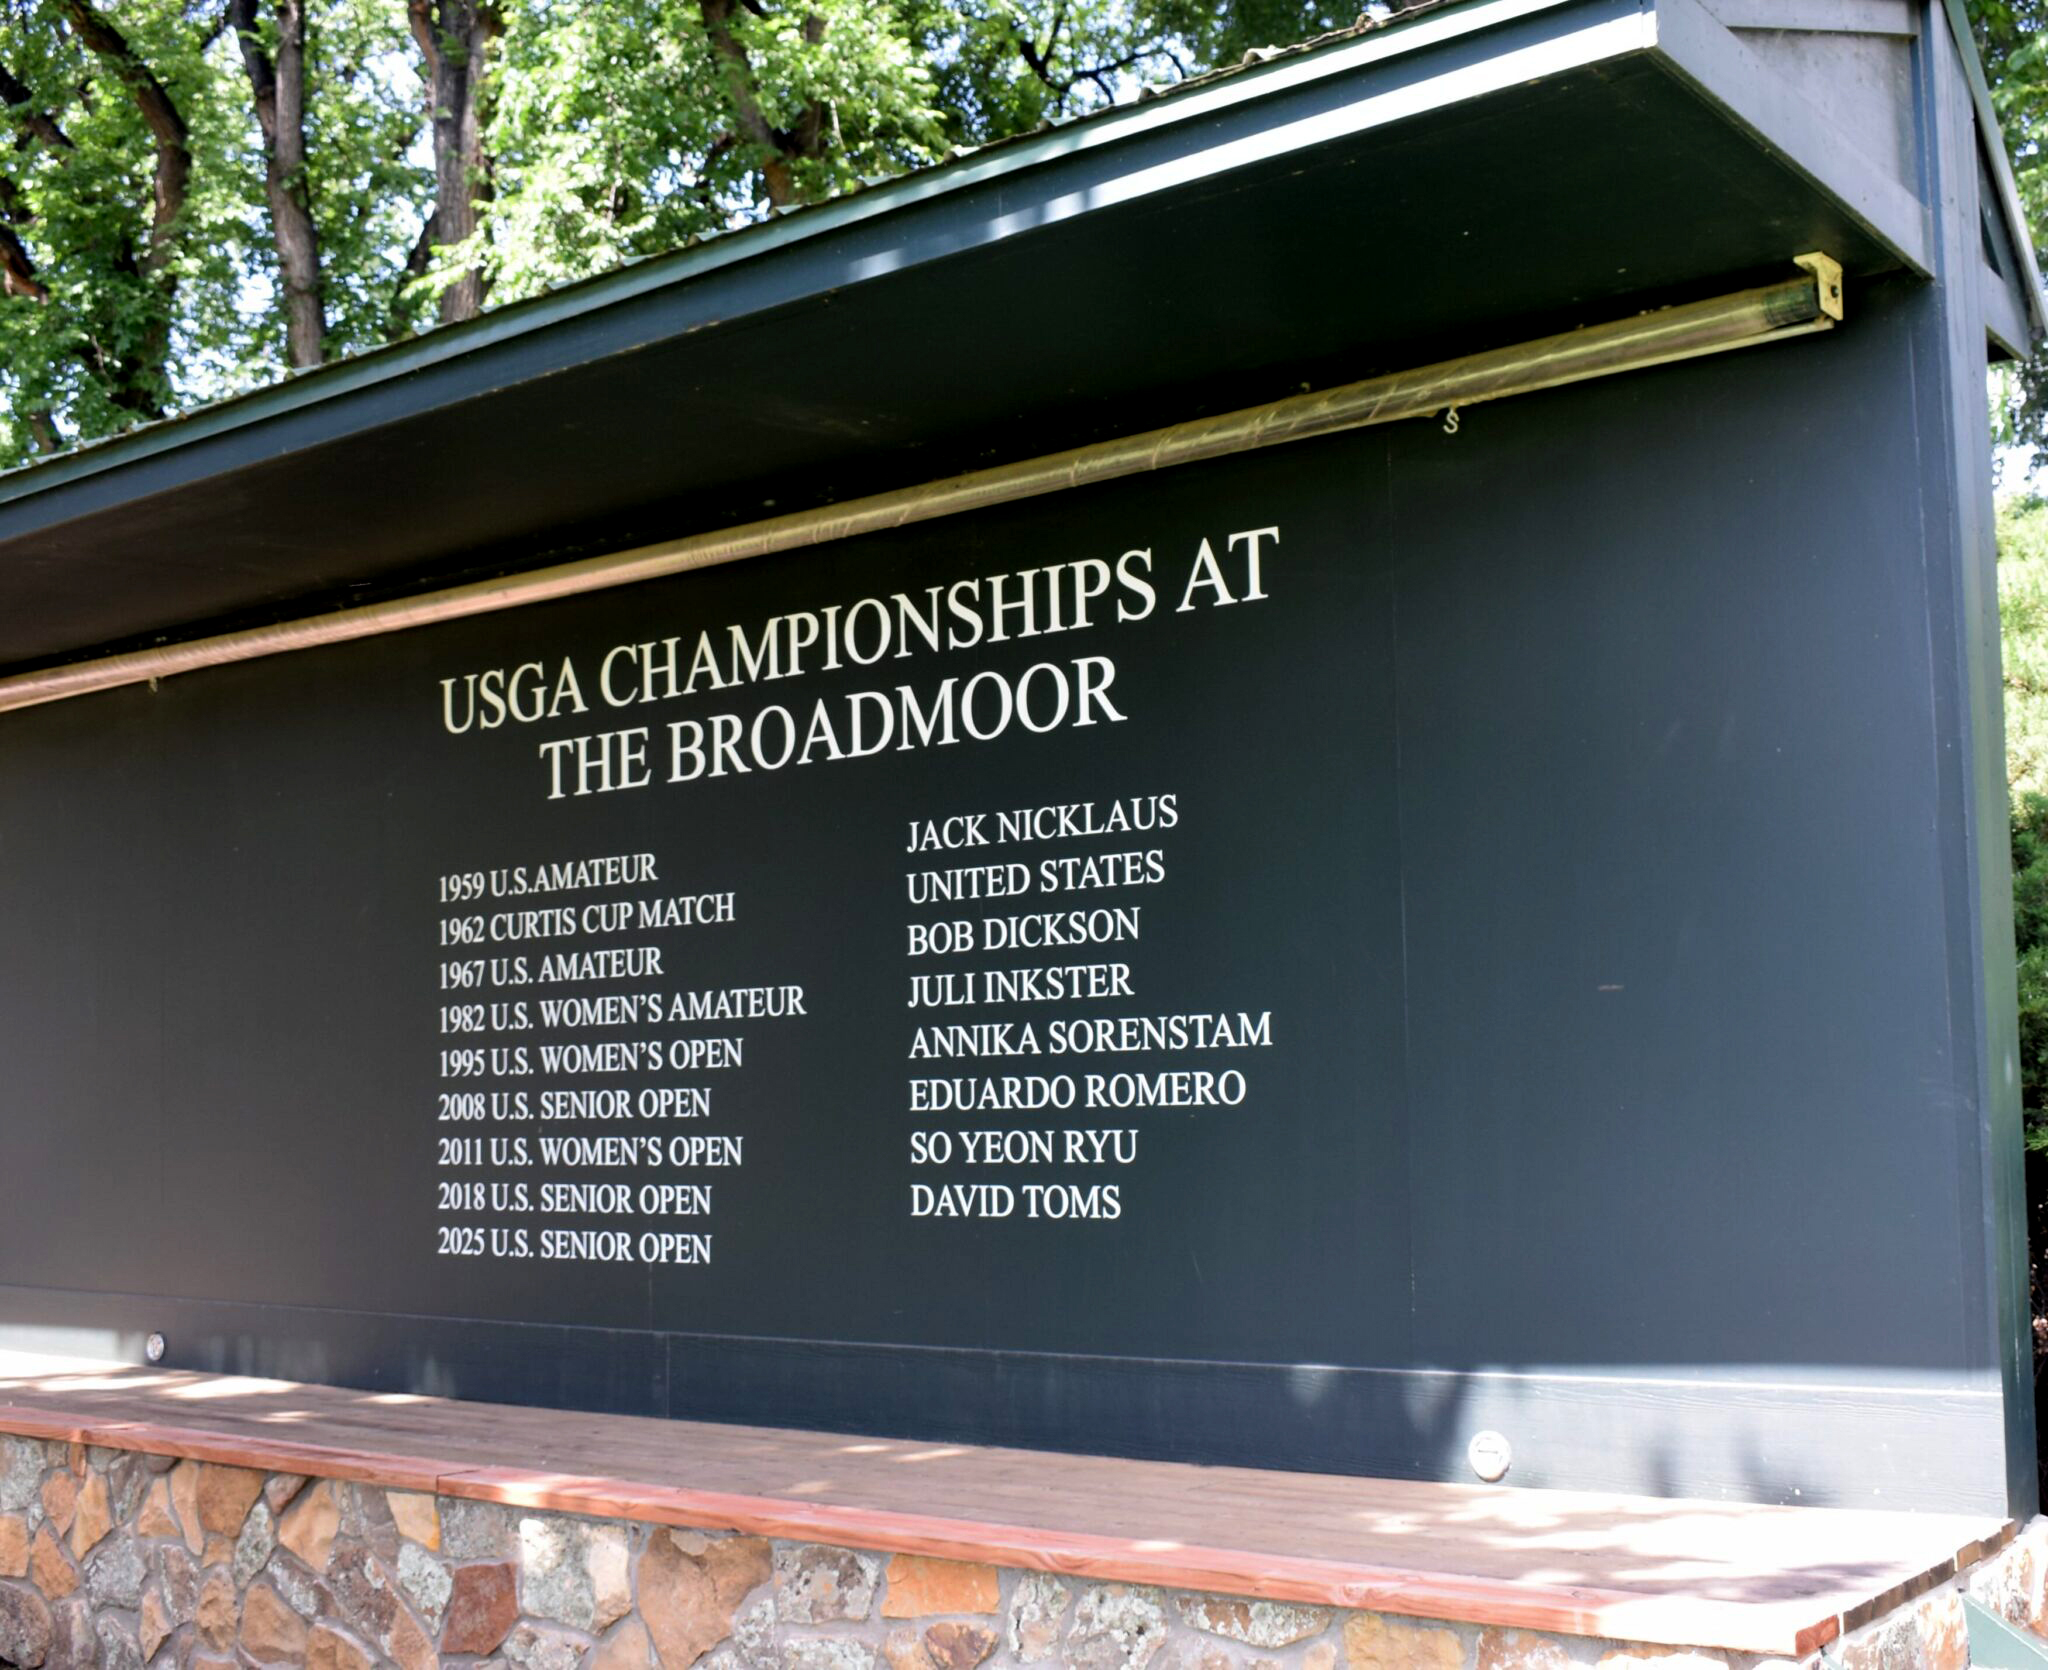 USGA CHAMPIONSHIPS AT
THE BROADMOOR
1959 U.S.AMATEUR JACK NICKLAUS
1962 CURTIS CUP MATCH UNITED STATES
1967 U.S. AMATEUR BOB DICKSON
1982 U.S. WOMEN'S AMATEUR JULI INKSTER
1995 U.S. WOMEN'S OPEN ANNIKA SORENSTAM
2008 U.S. SENIOR OPEN EDUARDO ROMERO
2011 U.S. WOMEN'S OPEN SO YEON RYU
2018 U.S. SENIOR OPEN DAVID TOMS
2025 U.S. SENIOR OPEN